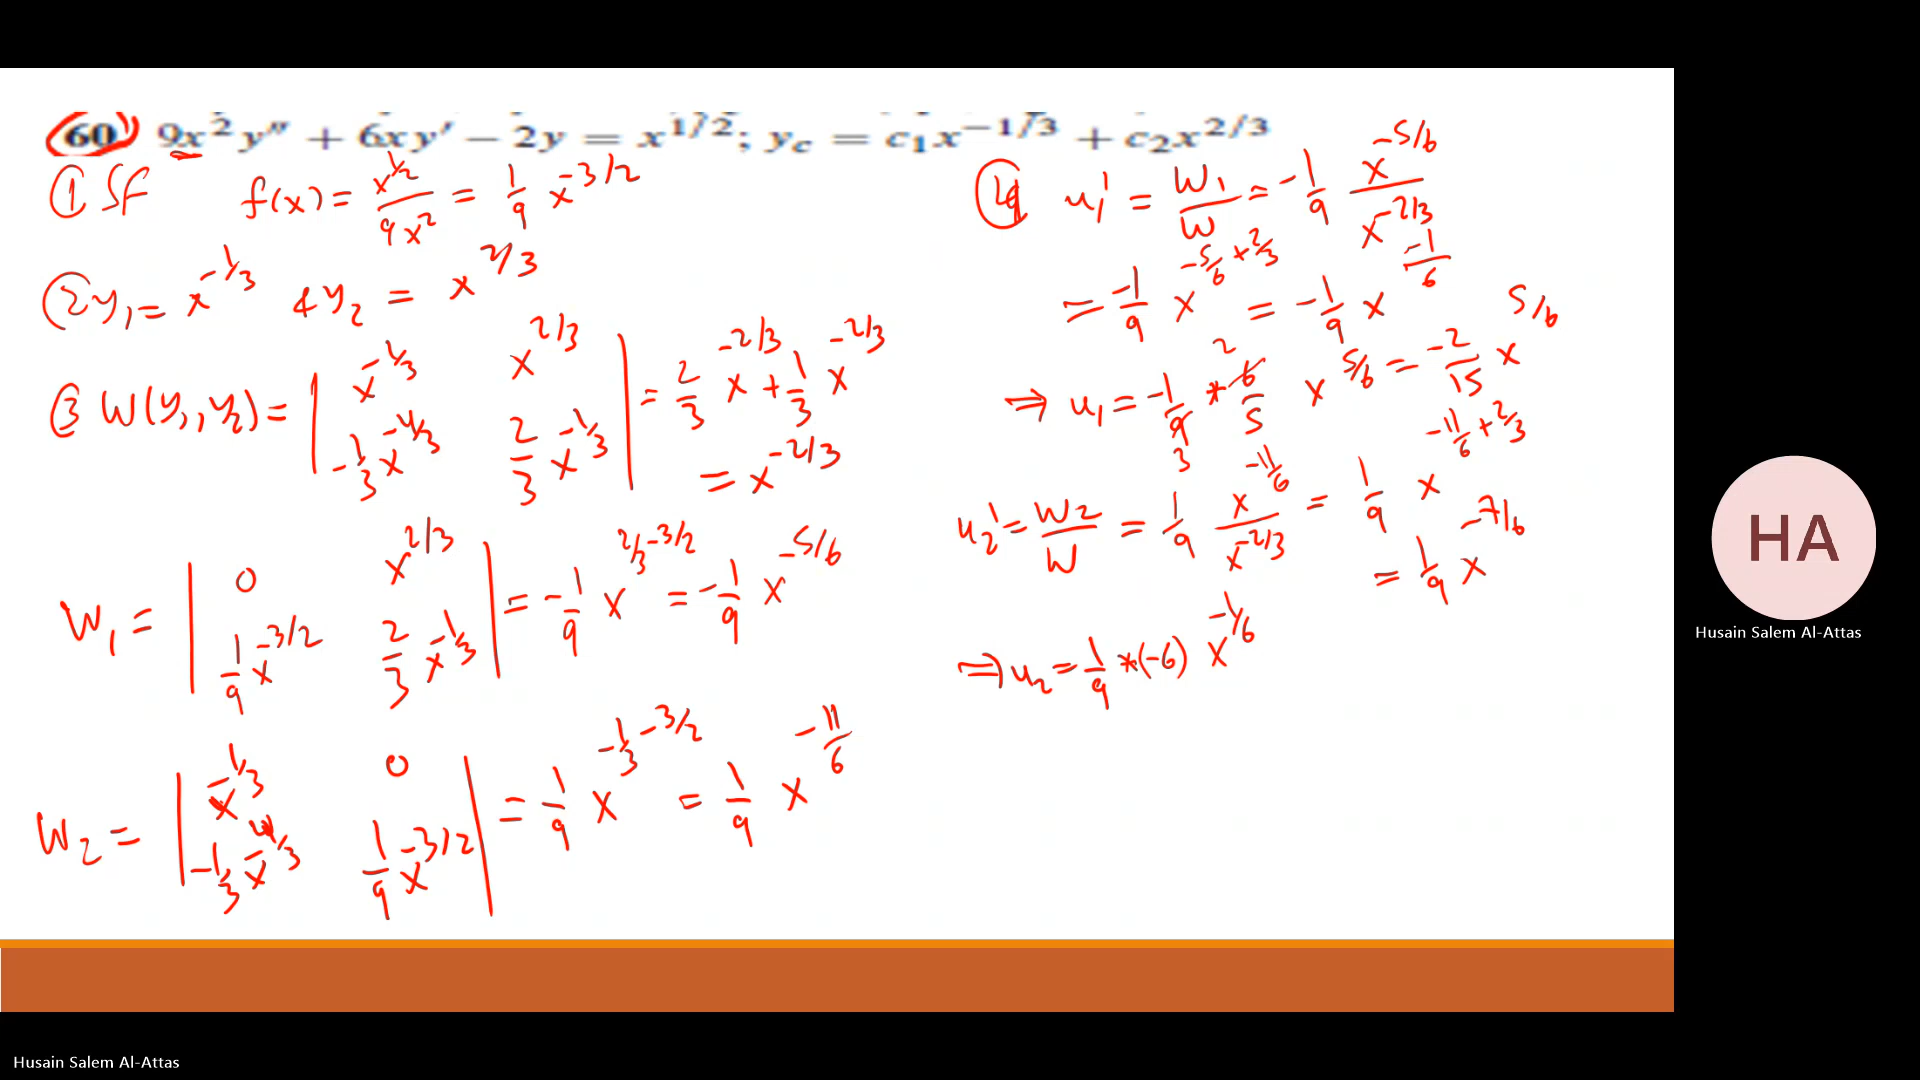 60) 9x²y″ + 6xy′ − 2y = x^{1/2}; y_c = c₁x^{−1/3} + c₂x^{2/3}
① SF f(x) = x^{1/2}/9x² = 1/9 x^{−3/2}
② y₁ = x^{−1/3} & y₂ = x^{2/3}
③ W(y₁,y₂) = | x^{−1/3} x^{2/3} ; −1/3 x^{−4/3} 2/3 x^{−1/3} | = 2/3 x^{−2/3} + 1/3 x^{−2/3}
= x^{−2/3}
W₁ = | 0 x^{2/3} ; 1/9 x^{−3/2} 2/3 x^{−1/3} | = −1/9 x^{2/3−3/2} = −1/9 x^{−5/6}
W₂ = | x^{−1/3} 0 ; −1/3 x^{−4/3} 1/9 x^{−3/2} | = 1/9 x^{−1/3−3/2} = 1/9 x^{−11/6}
④ u₁′ = W₁/W = −1/9 x^{−5/6}/x^{−2/3}
= −1/9 x^{−5/6+2/3} = −1/9 x^{−1/6}
⇒ u₁ = −1/9 * 6/5 x^{5/6} = −2/15 x^{5/6}
2
3
u₂′ = W₂/W = 1/9 x^{−11/6}/x^{−2/3} = 1/9 x^{−11/6+2/3}
= 1/9 x^{−7/6}
⇒ u₂ = 1/9 *(−6) x^{−1/6}
HA
Husain Salem Al-Attas
Husain Salem Al-Attas